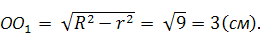 OO₁ = √(R² − r²) = √9 = 3(см).